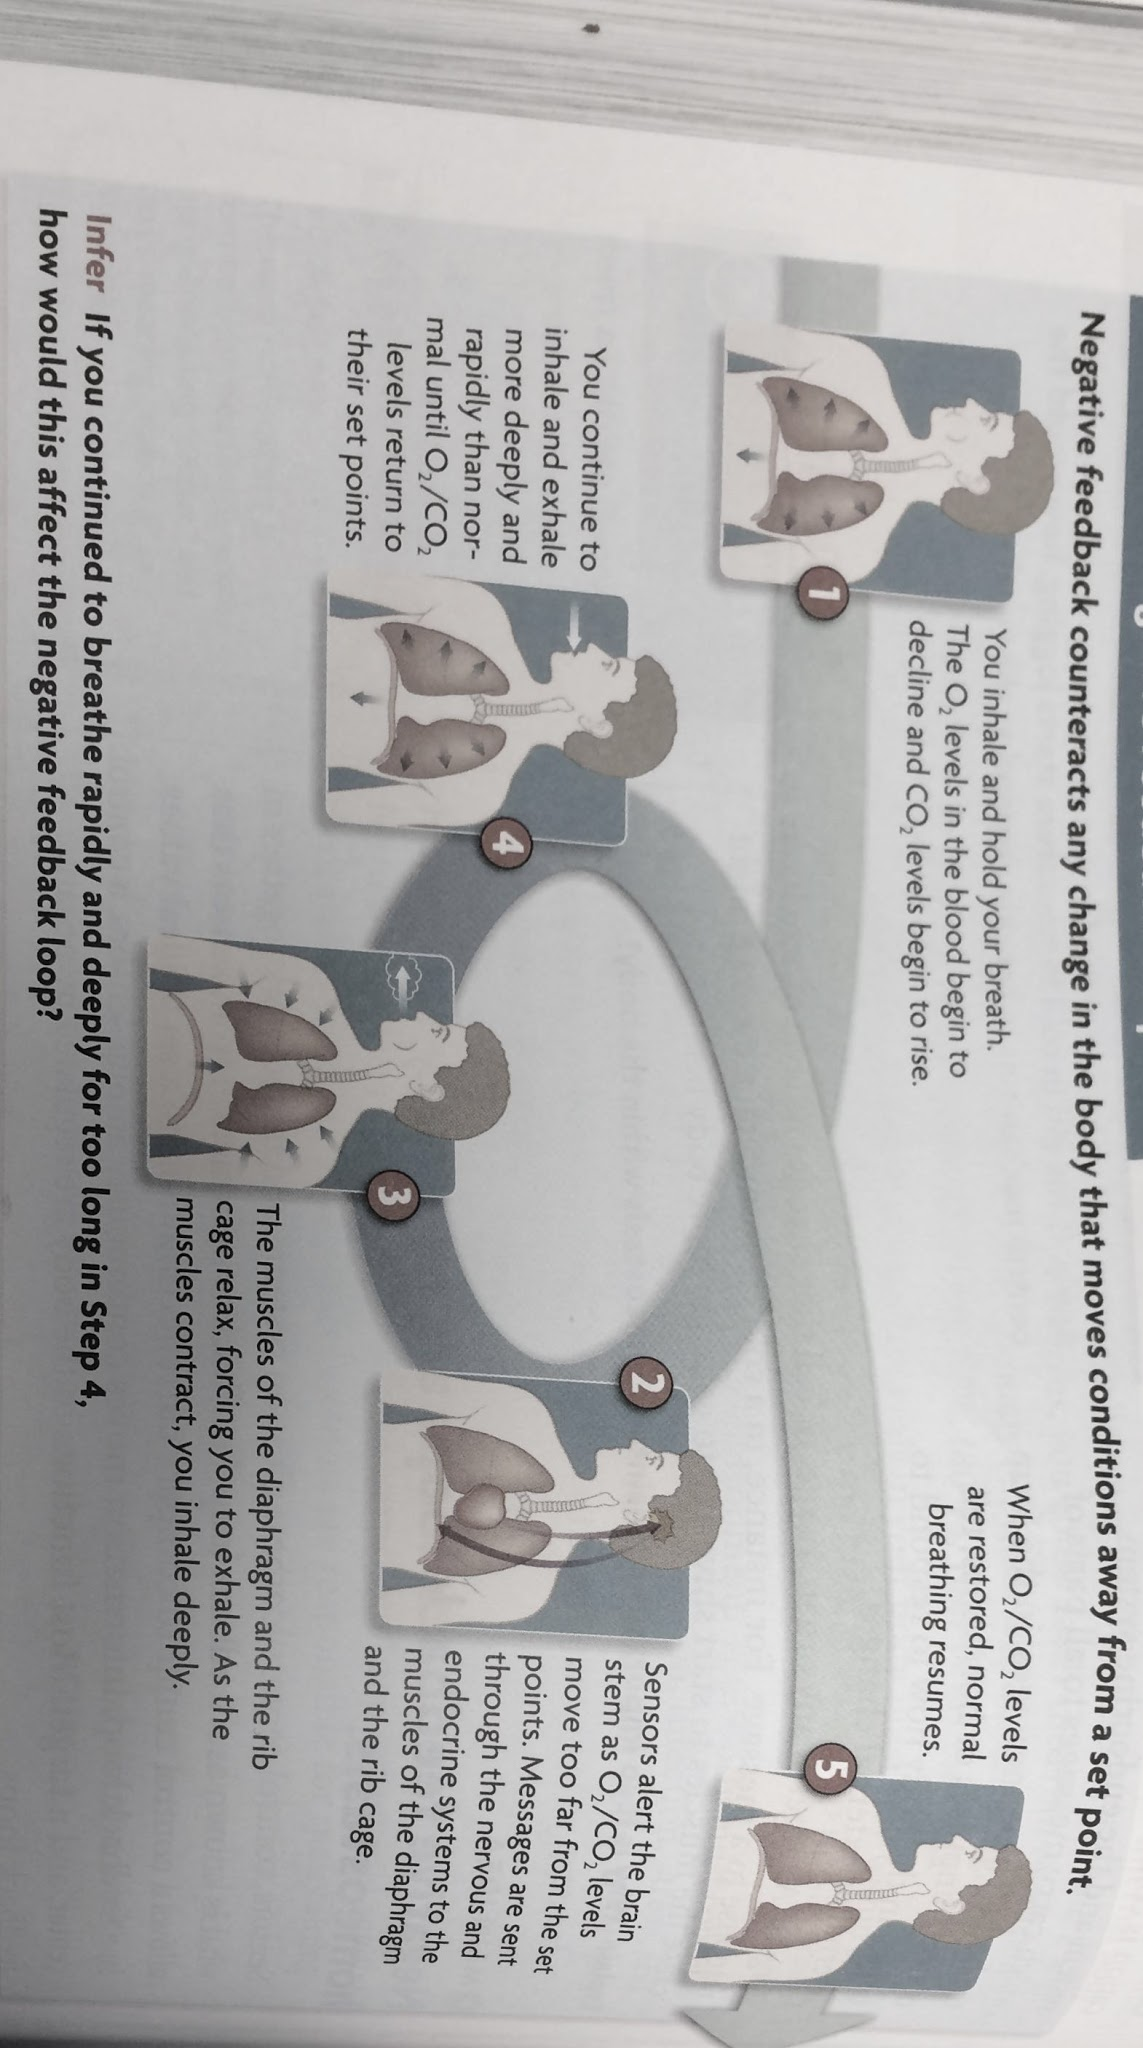 Negative feedback counteracts any change in the body that moves conditions away from a set point.
1
You inhale and hold your breath.
The O₂ levels in the blood begin to
decline and CO₂ levels begin to rise.
2
Sensors alert the brain
stem as O₂/CO₂ levels
move too far from the set
points. Messages are sent
through the nervous and
endocrine systems to the
muscles of the diaphragm
and the rib cage.
3
The muscles of the diaphragm and the rib
cage relax, forcing you to exhale. As the
muscles contract, you inhale deeply.
4
You continue to
inhale and exhale
more deeply and
rapidly than nor-
mal until O₂/CO₂
levels return to
their set points.
5
When O₂/CO₂ levels
are restored, normal
breathing resumes.
Infer If you continued to breathe rapidly and deeply for too long in Step 4,
how would this affect the negative feedback loop?